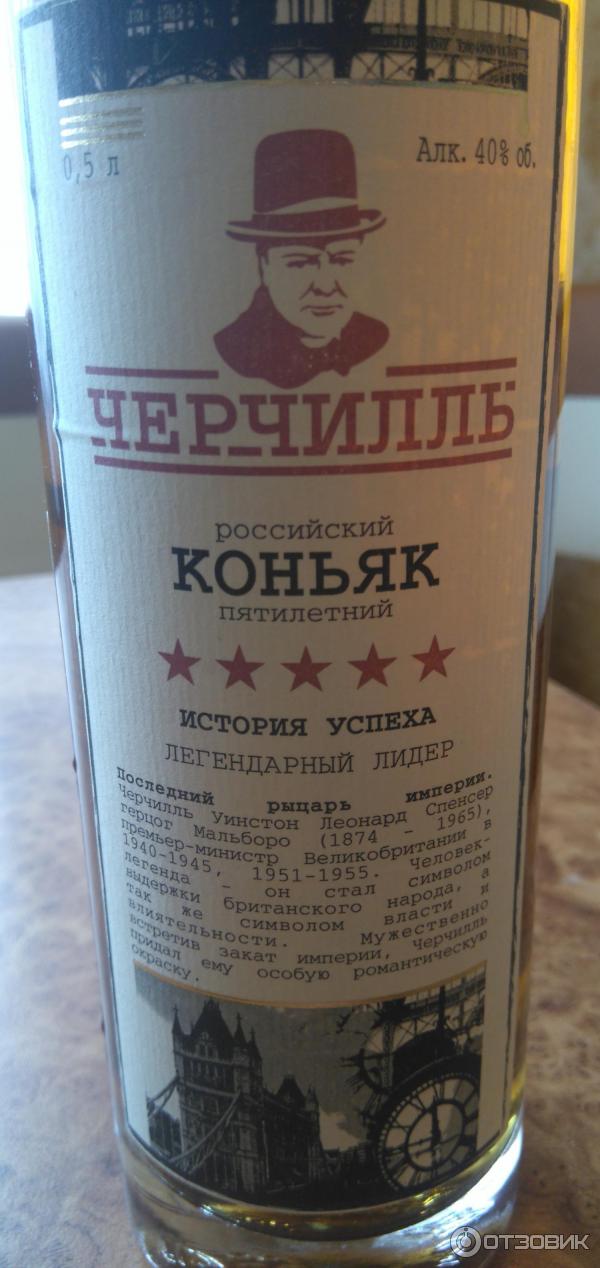 0,5 л
Алк. 40% об.
ЧЕРЧИЛЛЬ
российский
КОНЬЯК
пятилетний
ИСТОРИЯ УСПЕХА
ЛЕГЕНДАРНЫЙ ЛИДЕР
Последний рыцарь империи.
Черчилль Уинстон Леонард Спенсер
герцог Мальборо (1874 - 1965),
премьер-министр Великобритании в
1940-1945, 1951-1955. Человек-
легенда - он стал символом
выдержки британского народа, а
так же символом власти и
влиятельности. Мужественно
встретив закат империи, Черчилль
придал ему особую романтическую
окраску.
ОТЗОВИК